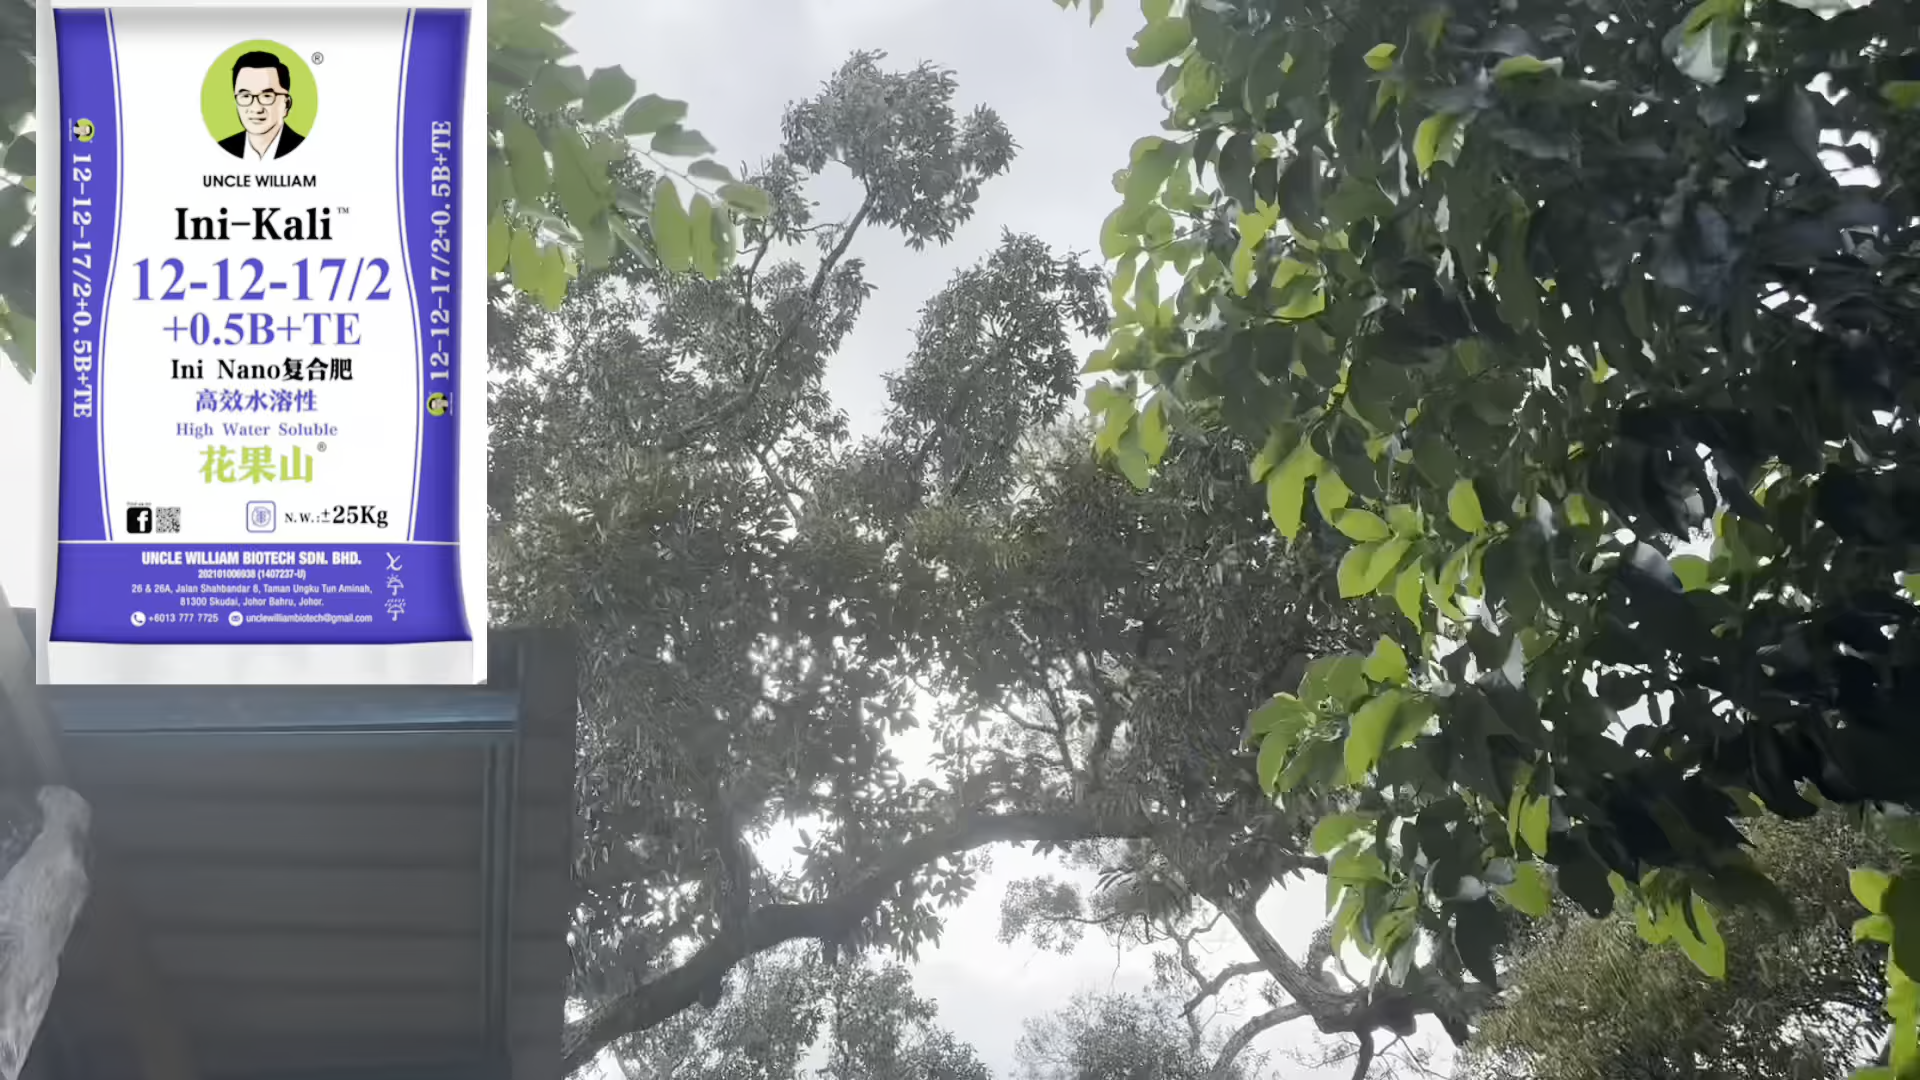 ®
UNCLE WILLIAM
Ini-Kali™
12-12-17/2
+0.5B+TE
Ini Nano复合肥
高效水溶性
High Water Soluble
花果山®
N.W.:±25Kg
UNCLE WILLIAM BIOTECH SDN. BHD.
202101006938 (1407237-U)
26 & 26A, Jalan Shahbandar 8, Taman Ungku Tun Aminah,
81300 Skudai, Johor Bahru, Johor.
+6013 777 7725 unclewilliambiotech@gmail.com
12-12-17/2+0.5B+TE
12-12-17/2+0.5B+TE